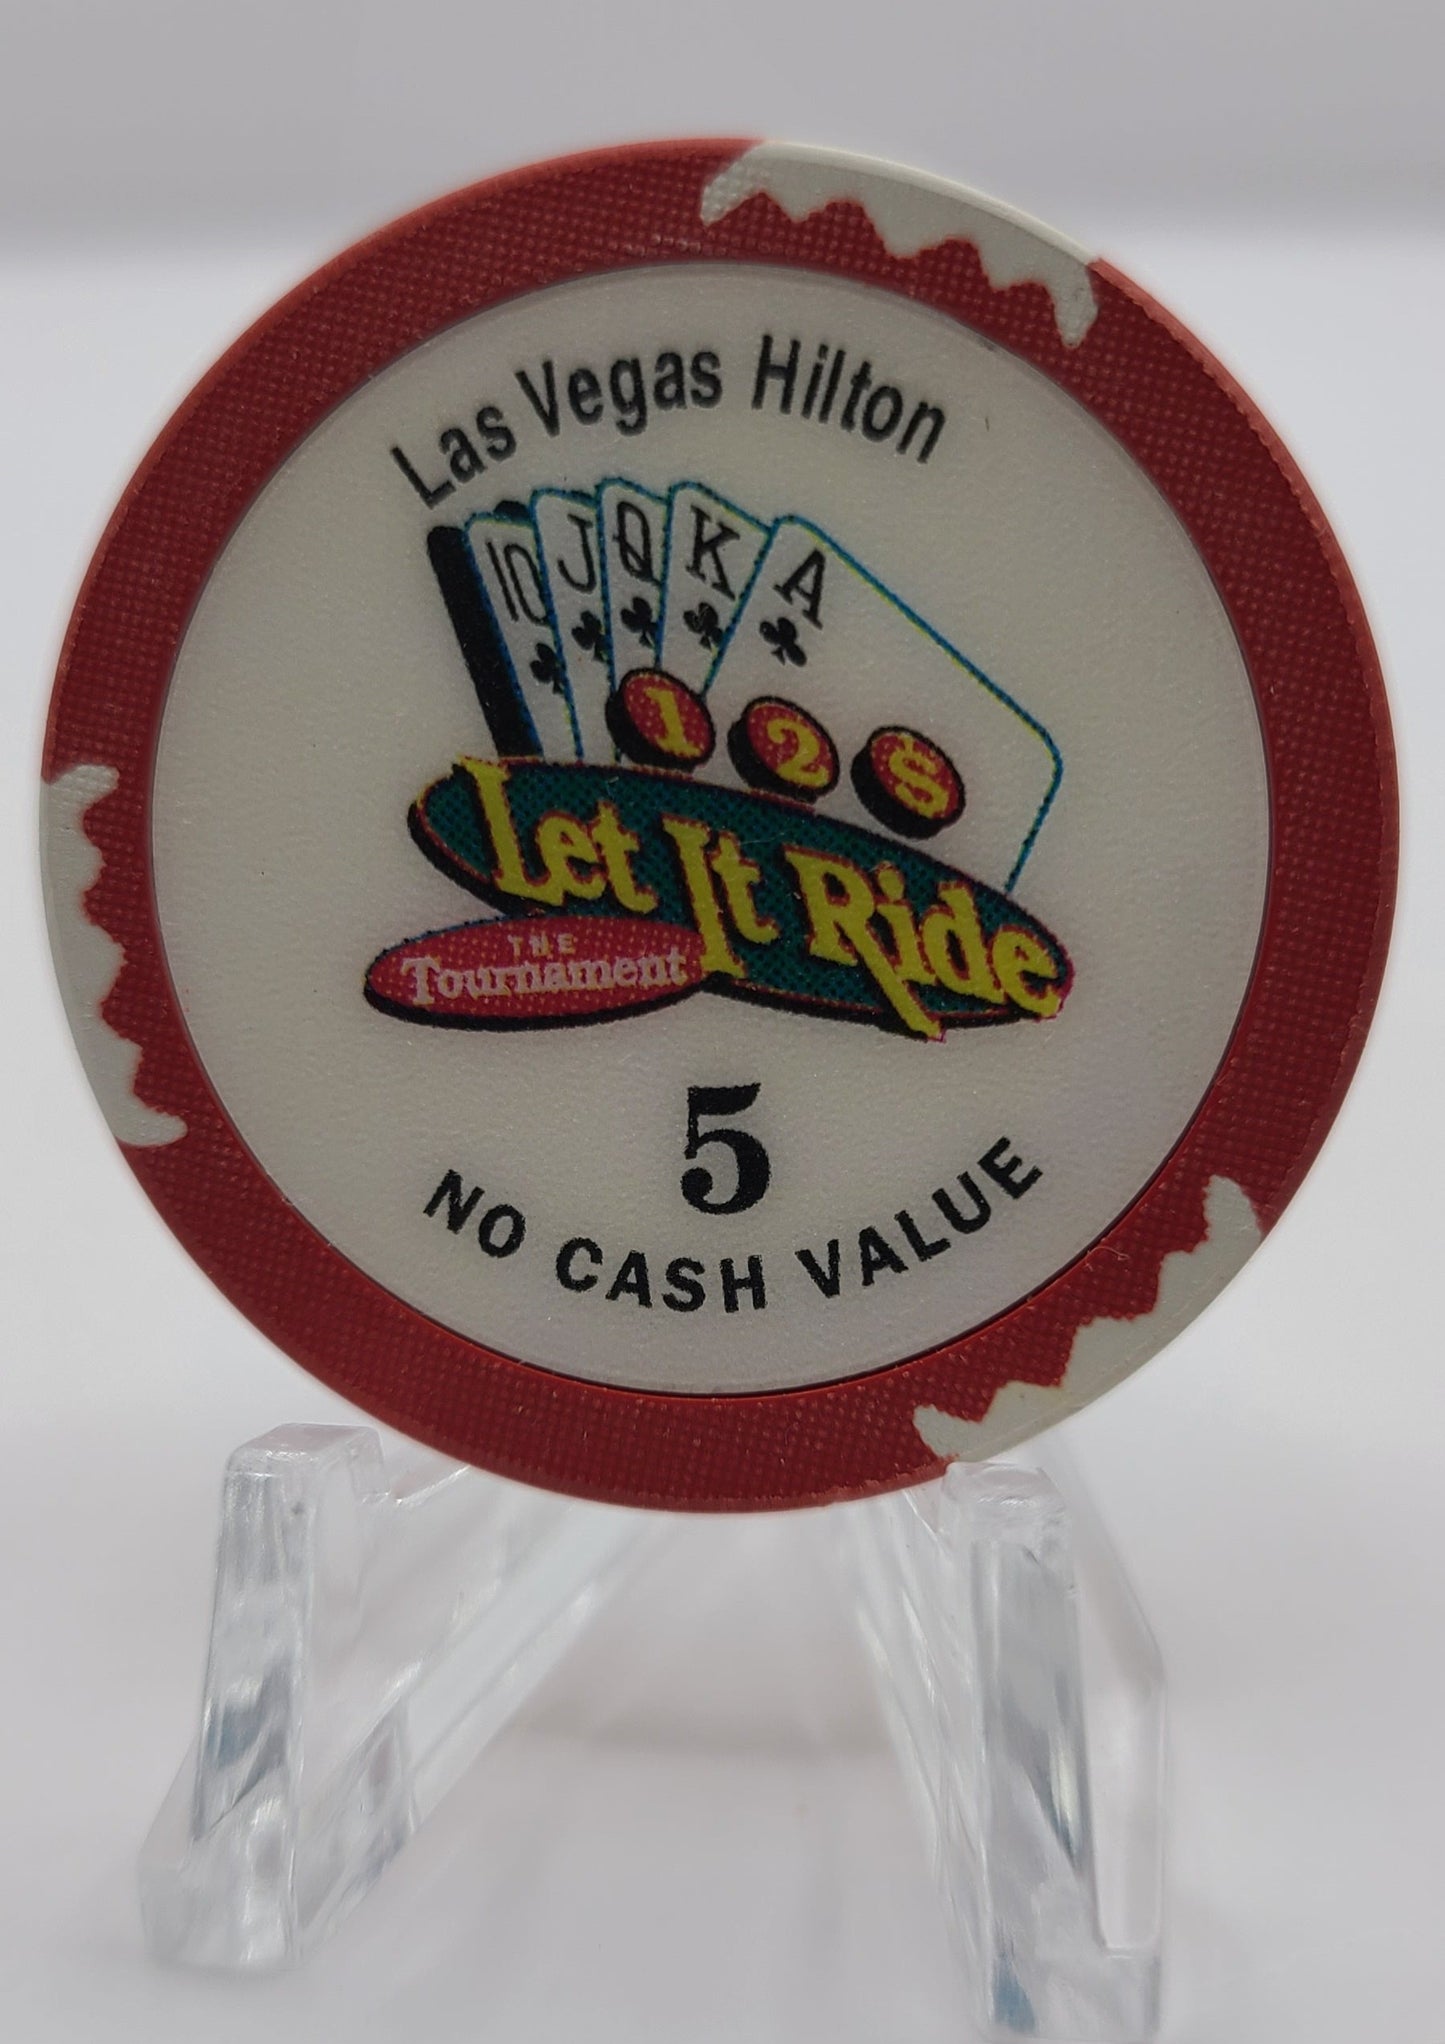 Las Vegas Hilton
10 J Q K A
1 2 $
Let It Ride
THE
Tournament
5
NO CASH VALUE